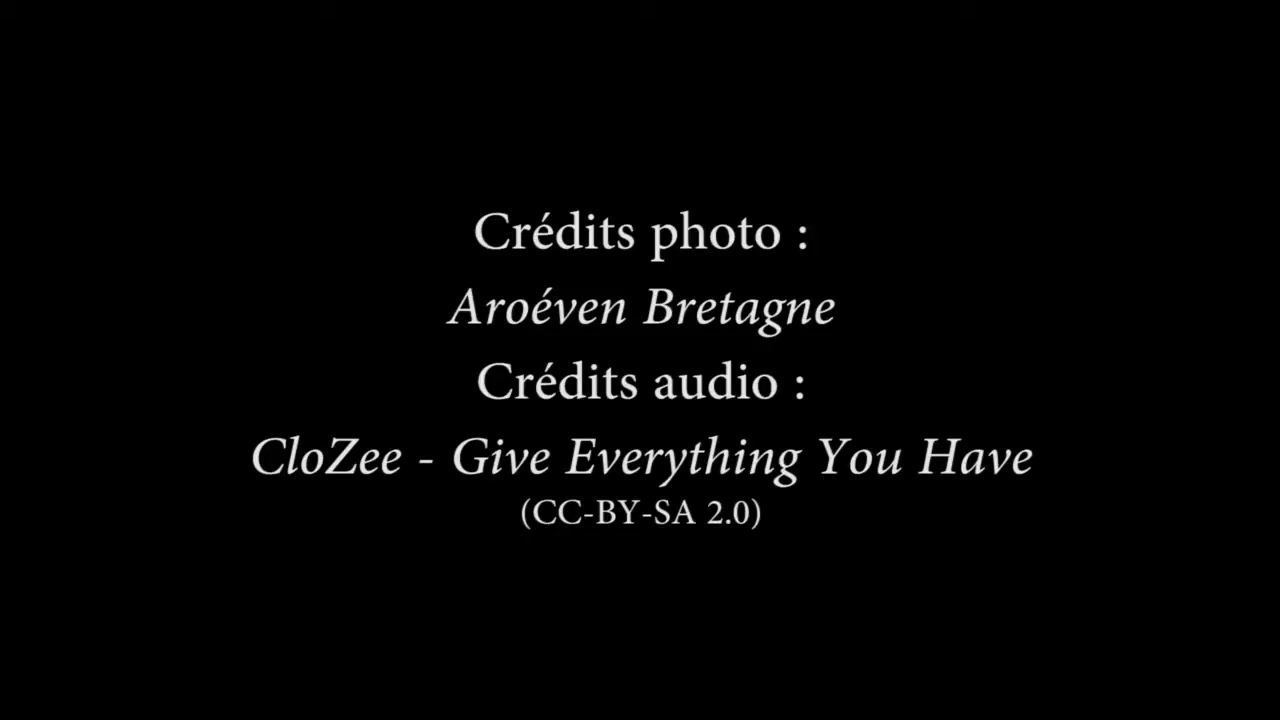 Crédits photo :
Aroéven Bretagne
Crédits audio :
CloZee - Give Everything You Have
(CC-BY-SA 2.0)